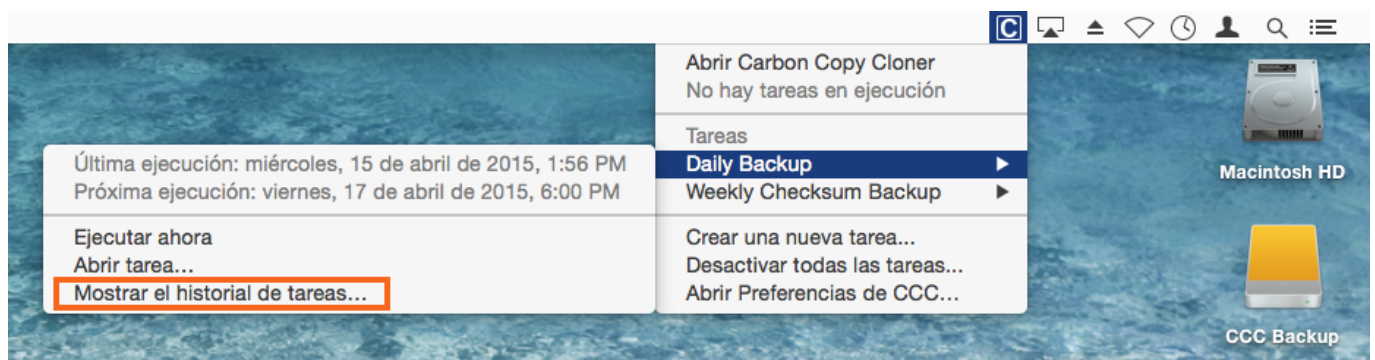 C
Abrir Carbon Copy Cloner
No hay tareas en ejecución
Tareas
Daily Backup
Weekly Checksum Backup
Crear una nueva tarea...
Desactivar todas las tareas...
Abrir Preferencias de CCC...
Última ejecución: miércoles, 15 de abril de 2015, 1:56 PM
Próxima ejecución: viernes, 17 de abril de 2015, 6:00 PM
Ejecutar ahora
Abrir tarea...
Mostrar el historial de tareas...
Macintosh HD
CCC Backup